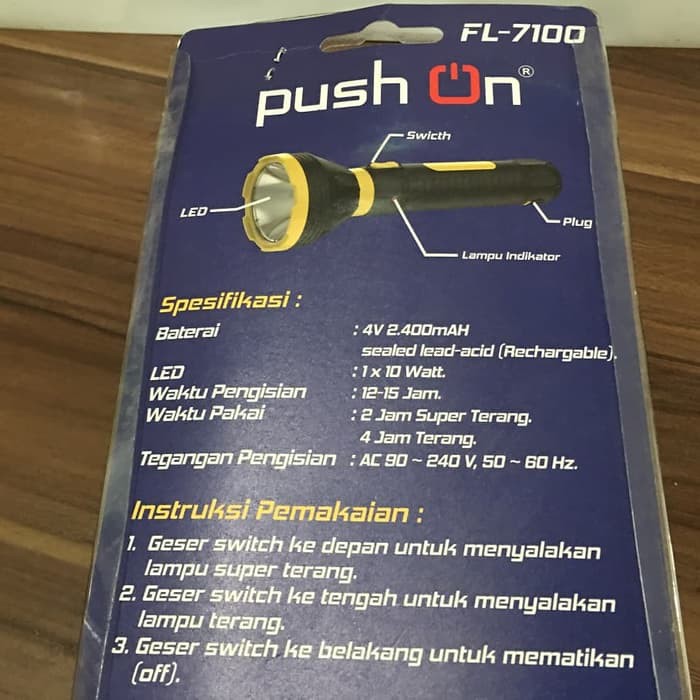 FL-7100
push On®
Swicth
LED
Plug
Lampu Indikator
Spesifikasi :
Baterai : 4V 2.400mAH
sealed lead-acid (Rechargable).
LED : 1 x 10 Watt.
Waktu Pengisian : 12-15 Jam.
Waktu Pakai : 2 Jam Super Terang.
4 Jam Terang.
Tegangan Pengisian : AC 90 ~ 240 V, 50 ~ 60 Hz.
Instruksi Pemakaian :
1. Geser switch ke depan untuk menyalakan
lampu super terang.
2. Geser switch ke tengah untuk menyalakan
lampu terang.
3. Geser switch ke belakang untuk mematikan
(off).